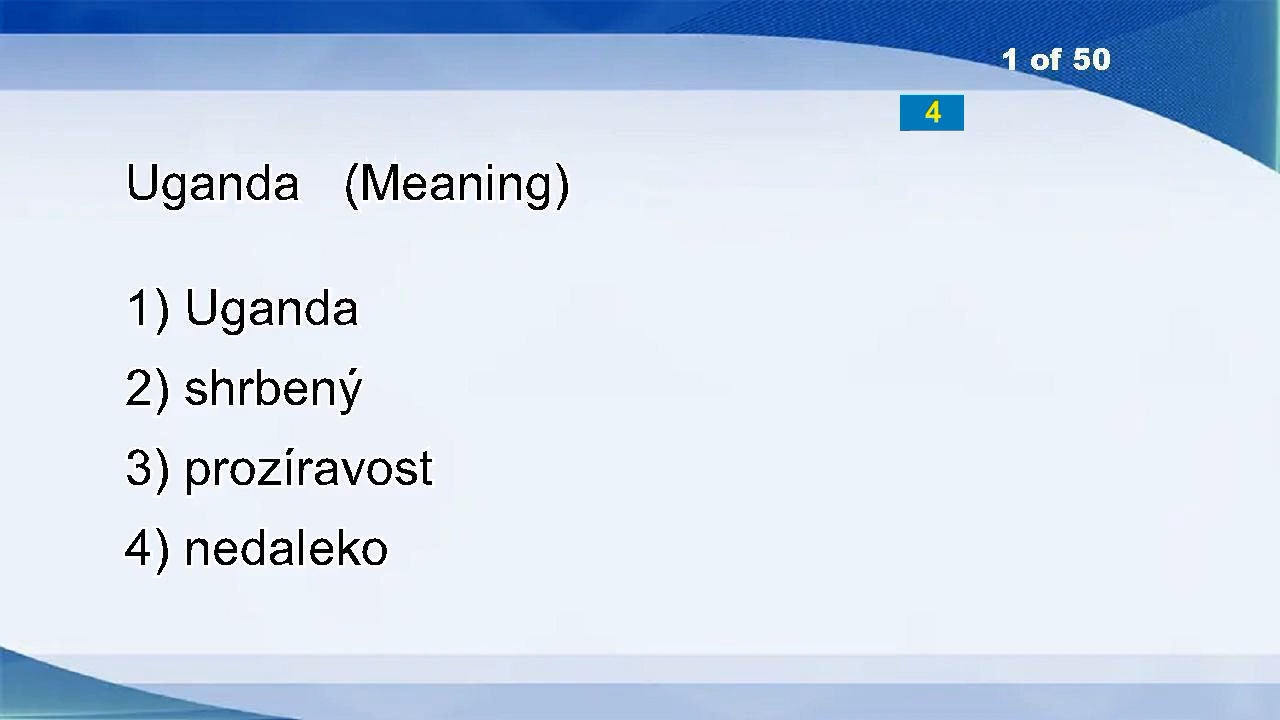 1 of 50
4
Uganda (Meaning)
1) Uganda
2) shrbený
3) prozíravost
4) nedaleko